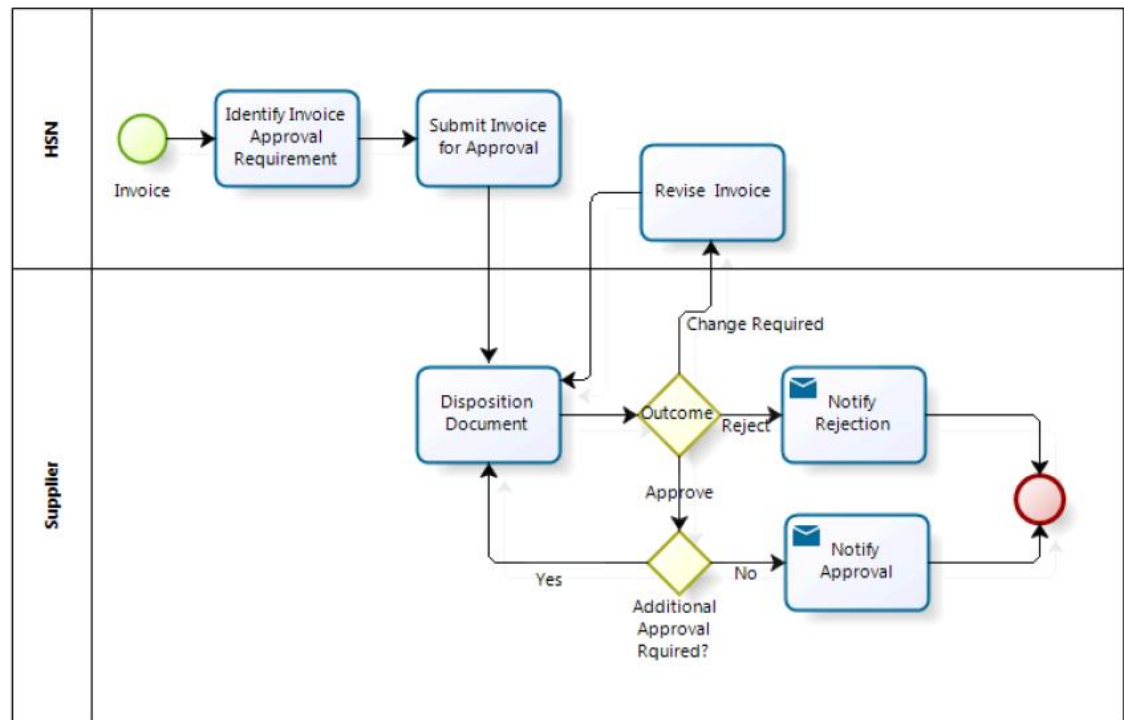 HSN
Invoice
Identify Invoice
Approval
Requirement
Submit Invoice
for Approval
Revise Invoice
Supplier
Disposition
Document
Outcome
Change Required
Reject
Notify
Rejection
Approve
Additional
Approval
Rquired?
Yes
No
Notify
Approval